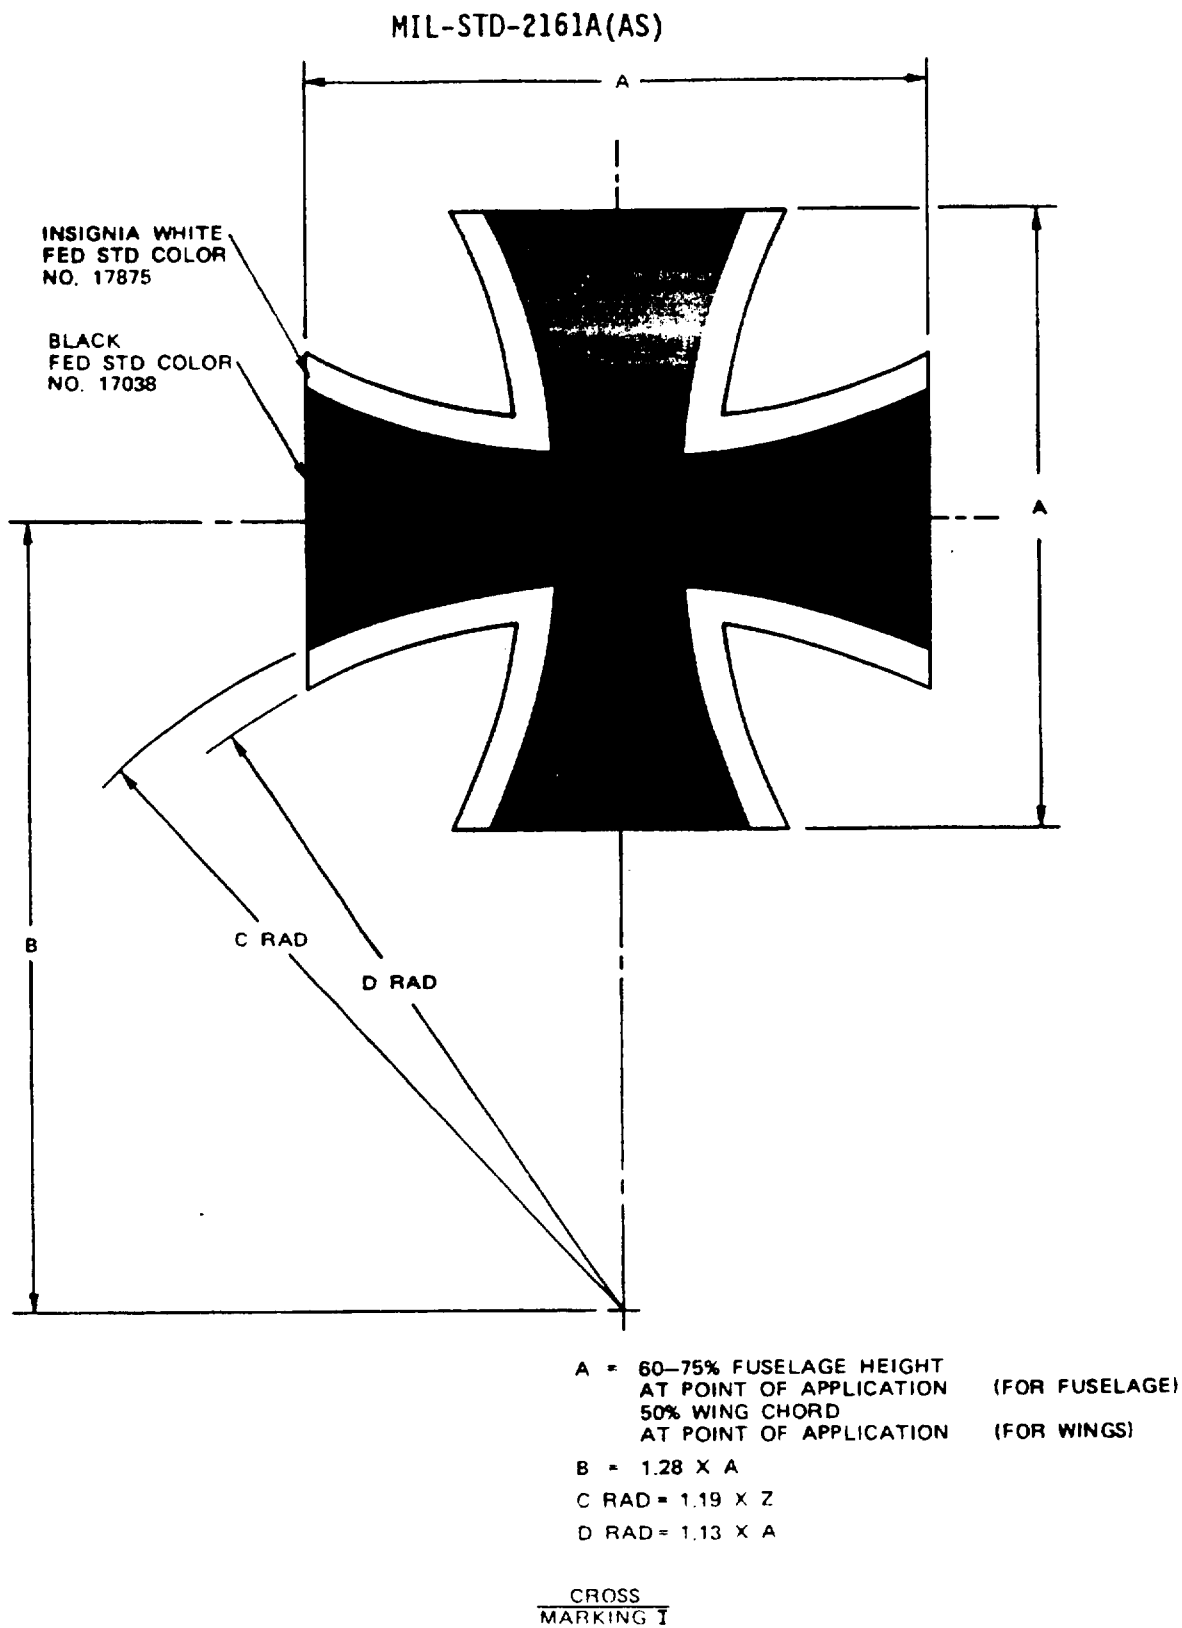 MIL-STD-2161A(AS)
A
INSIGNIA WHITE
FED STD COLOR
NO. 17875
BLACK
FED STD COLOR
NO. 17038
A
B
C RAD
D RAD
A = 60–75% FUSELAGE HEIGHT
AT POINT OF APPLICATION (FOR FUSELAGE)
50% WING CHORD
AT POINT OF APPLICATION (FOR WINGS)
B = 1.28 X A
C RAD = 1.19 X Z
D RAD = 1.13 X A
CROSS
MARKING I